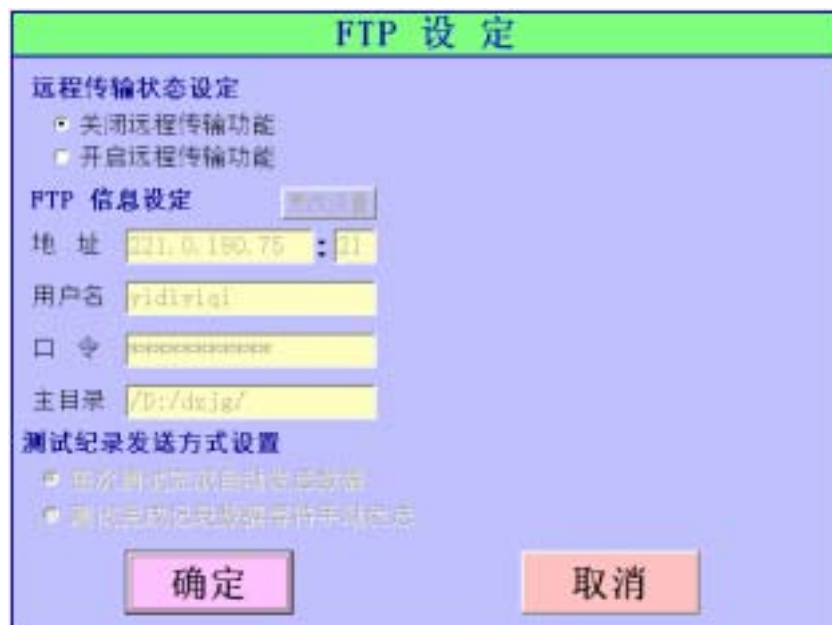 FTP 设 定
远程传输状态设定
关闭远程传输功能
开启远程传输功能
FTP 信息设定
地 址 221.0.180.75 : 21
用户名 yidiyiqi
口 令 ************
主目录 /D:/dzjg/
测试纪录发送方式设置
确定 取消